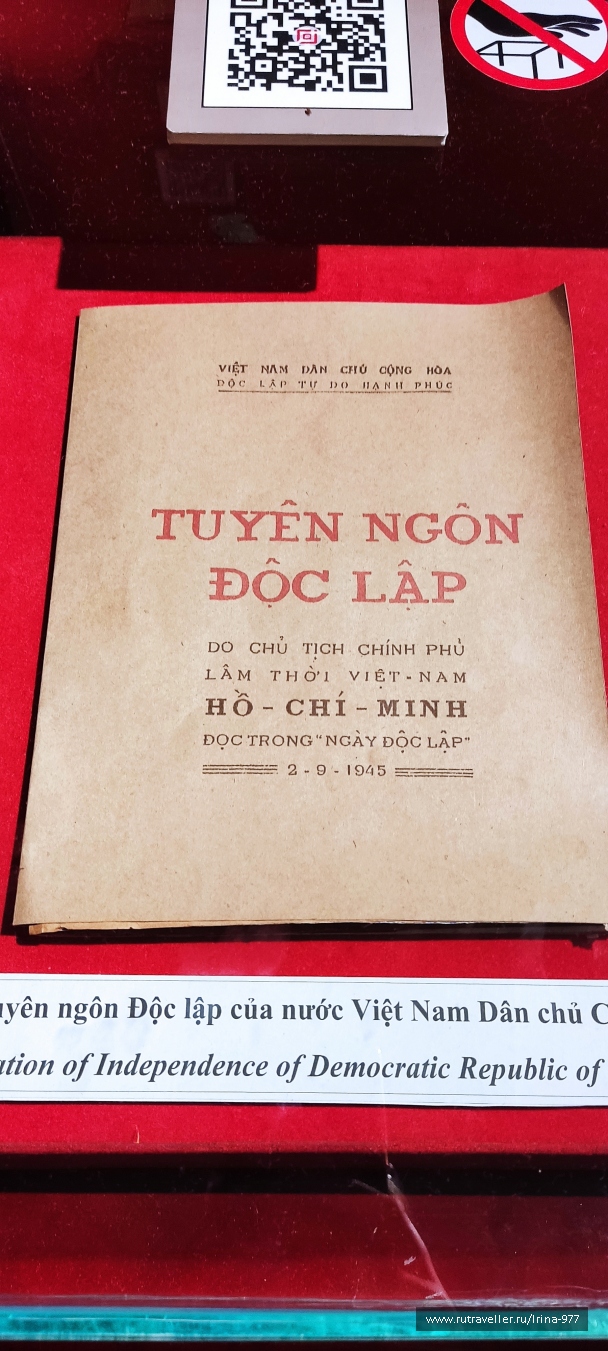 VIỆT NAM DÂN CHỦ CỘNG HÒA
ĐỘC LẬP TỰ DO HẠNH PHÚC
TUYÊN NGÔN
ĐỘC LẬP
DO CHỦ TỊCH CHÍNH PHỦ
LÂM THỜI VIỆT-NAM
HỒ-CHÍ-MINH
ĐỌC TRONG "NGÀY ĐỘC LẬP"
2-9-1945
uyên ngôn Độc lập của nước Việt Nam Dân chủ C
ation of Independence of Democratic Republic of
www.rutraveller.ru/Irina-977